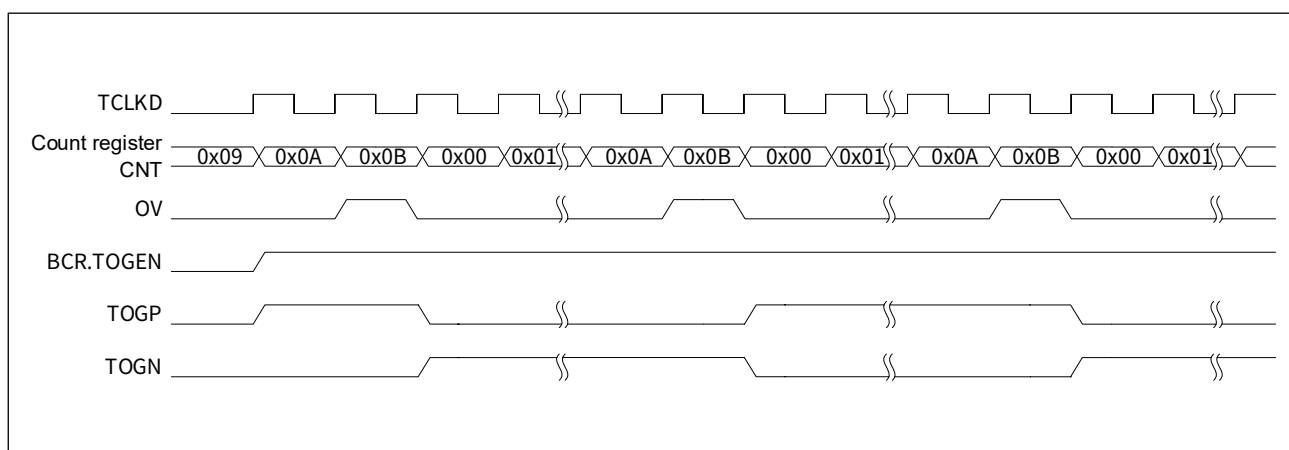 TCLKD
Count register
CNT
0x09 0x0A 0x0B 0x00 0x01 0x0A 0x0B 0x00 0x01 0x0A 0x0B 0x00 0x01
OV
BCR.TOGEN
TOGP
TOGN